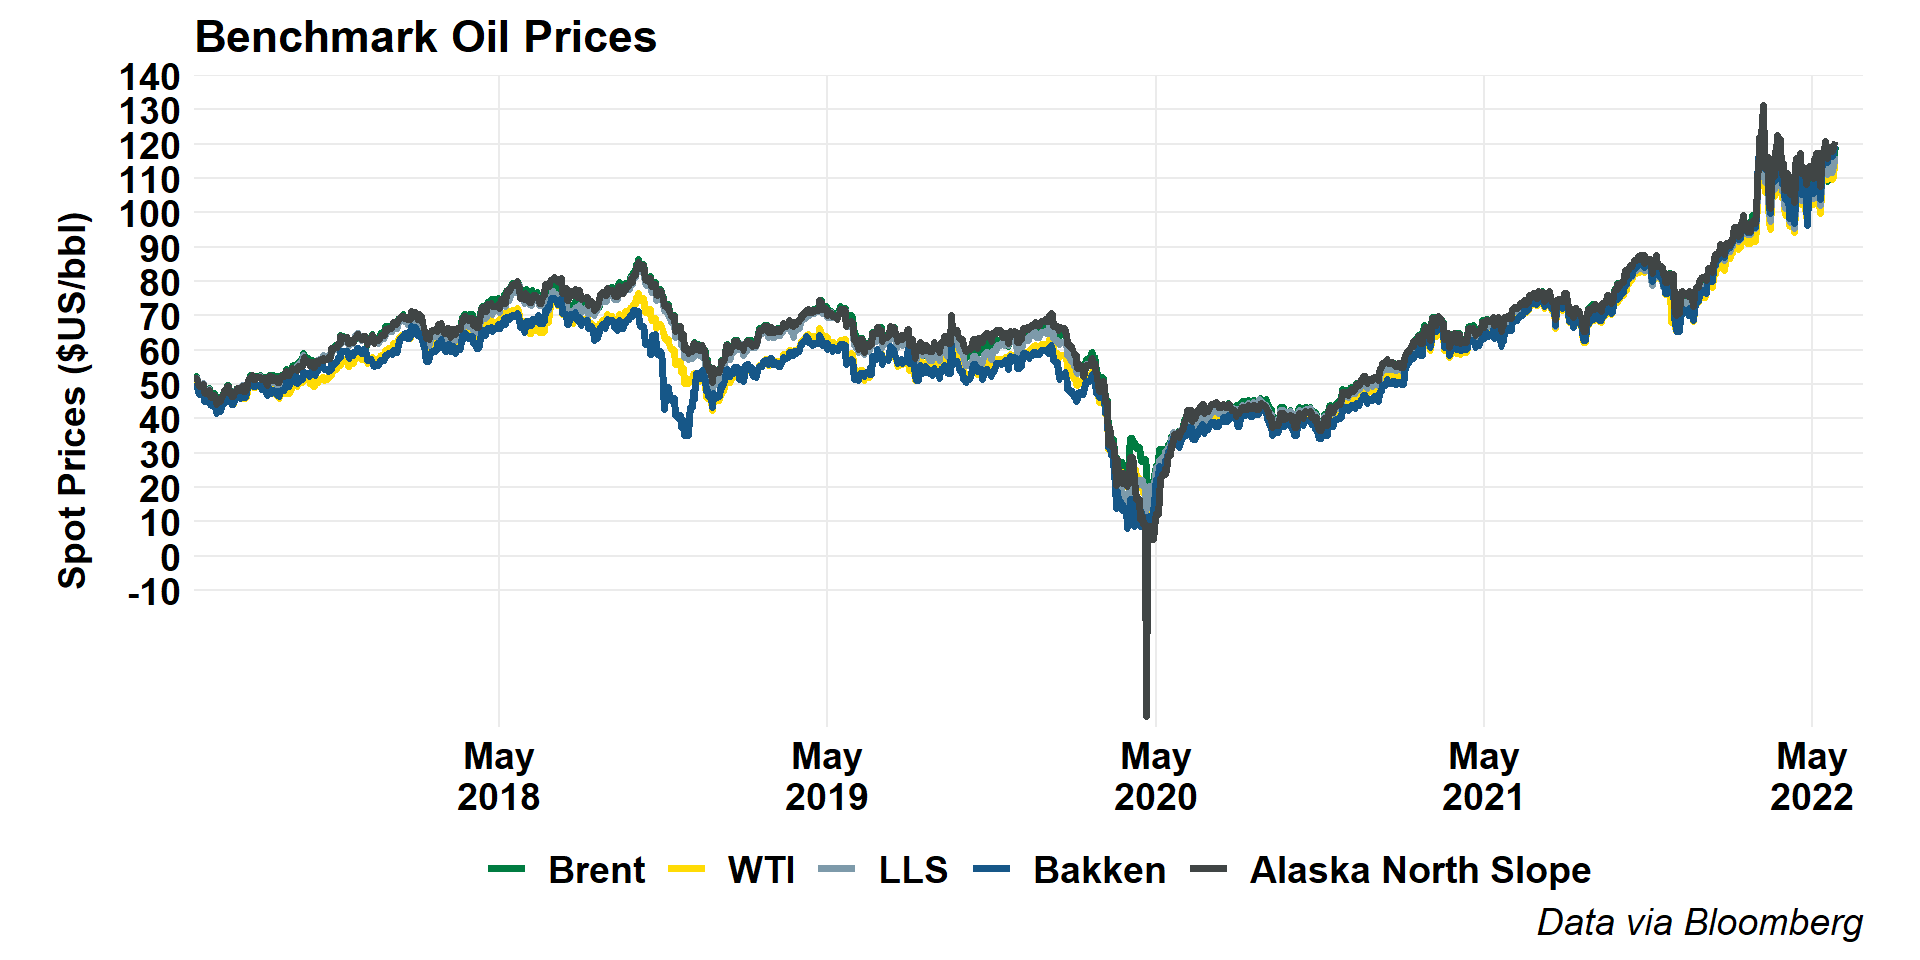 Benchmark Oil Prices
Spot Prices ($US/bbl)
140
130
120
110
100
90
80
70
60
50
40
30
20
10
0
-10
May May May May May
2018 2019 2020 2021 2022
Brent WTI LLS Bakken Alaska North Slope
Data via Bloomberg